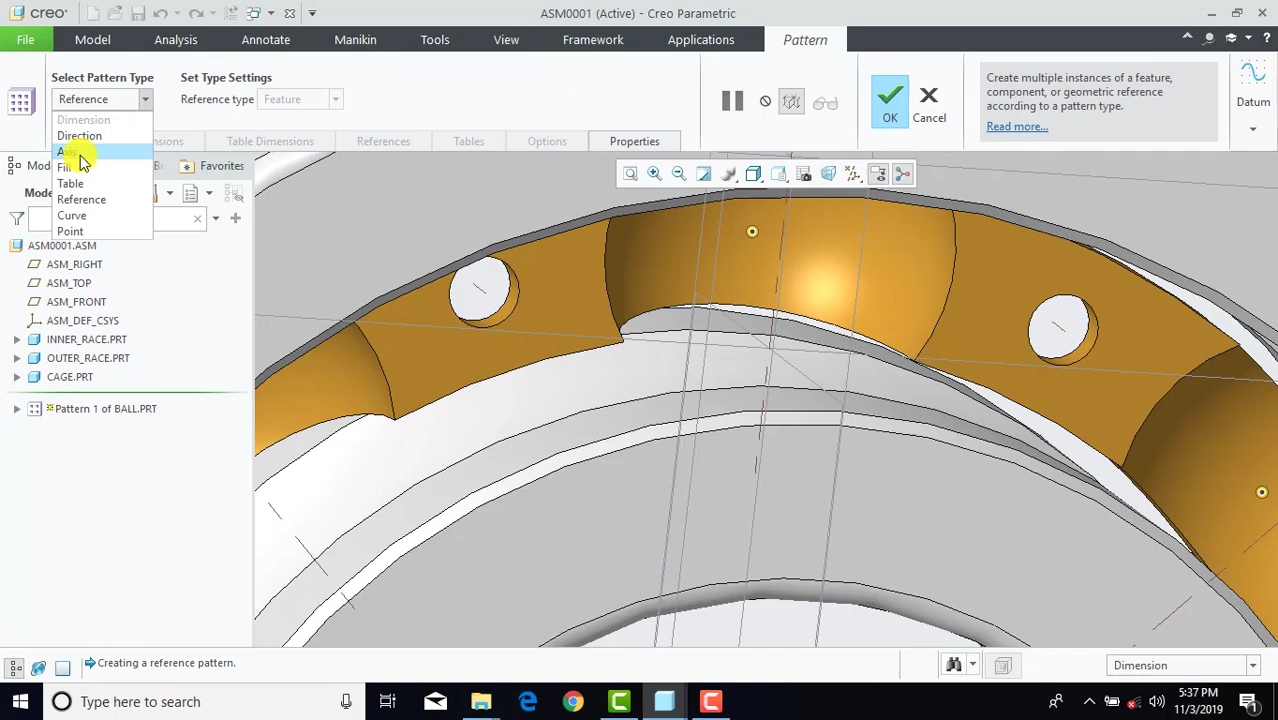 creo
ASM0001 (Active) - Creo Parametric
File
Model
Analysis
Annotate
Manikin
Tools
View
Framework
Applications
Pattern
Select Pattern Type
Set Type Settings
Reference
Reference type
Feature
OK
Cancel
Create multiple instances of a feature,
component, or geometric reference
according to a pattern type.
Read more...
Datum
Dimension
Direction
Axis
Fill
Table
Reference
Curve
Point
Table Dimensions
References
Tables
Options
Properties
Favorites
ASM0001.ASM
ASM_RIGHT
ASM_TOP
ASM_FRONT
ASM_DEF_CSYS
INNER_RACE.PRT
OUTER_RACE.PRT
CAGE.PRT
Pattern 1 of BALL.PRT
Creating a reference pattern.
Dimension
Type here to search
5:37 PM
11/3/2019
1